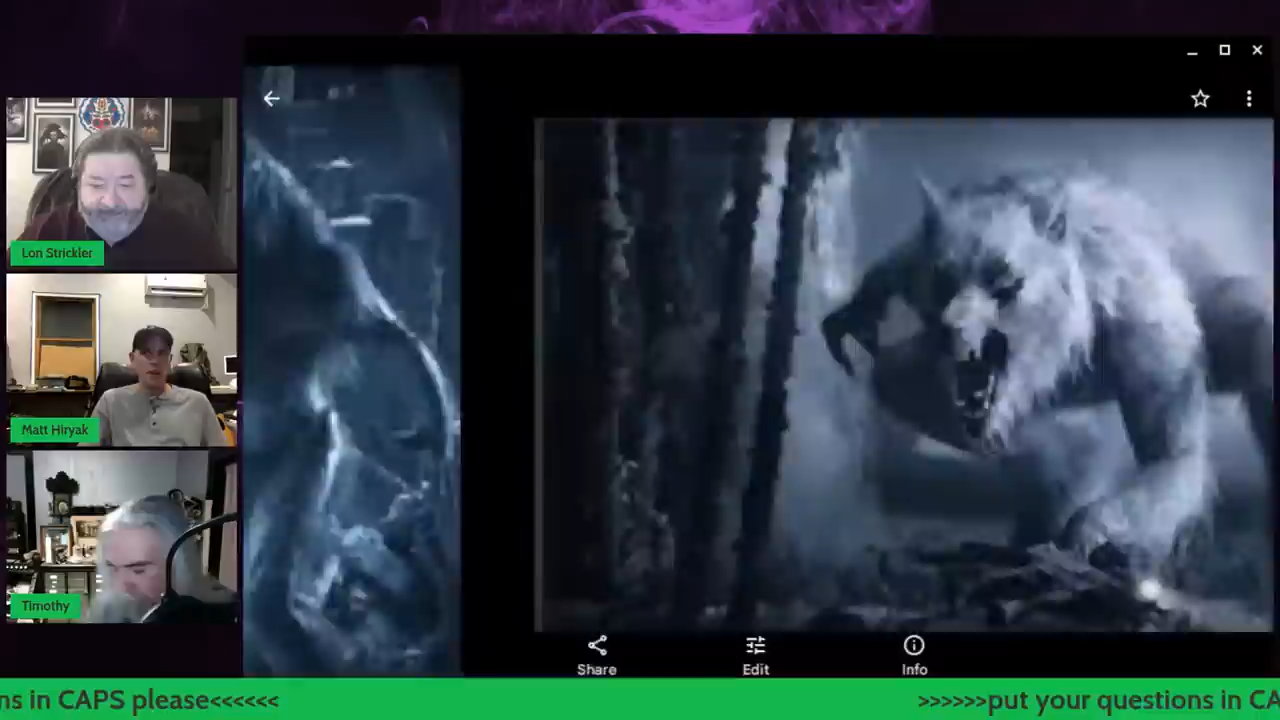 Lon Strickler
Matt Hiryak
Timothy
Share
Edit
Info
ns in CAPS please<<<<<< >>>>>>put your questions in CA